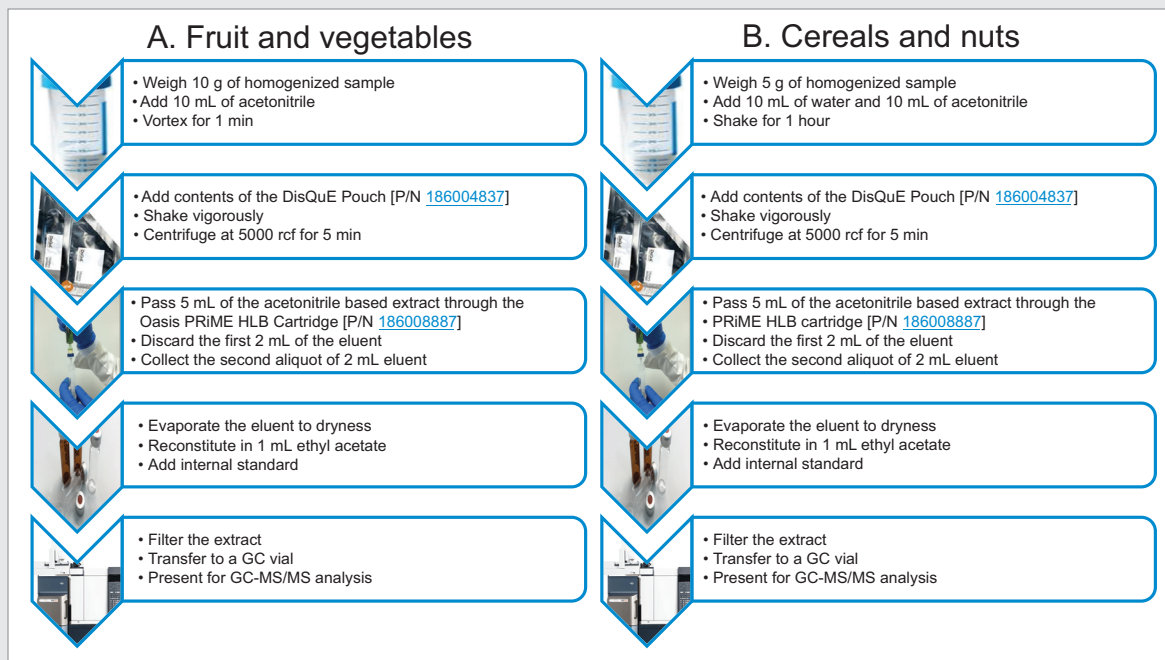 A. Fruit and vegetables
• Weigh 10 g of homogenized sample
• Add 10 mL of acetonitrile
• Vortex for 1 min
• Add contents of the DisQuE Pouch [P/N 186004837]
• Shake vigorously
• Centrifuge at 5000 rcf for 5 min
• Pass 5 mL of the acetonitrile based extract through the
Oasis PRiME HLB Cartridge [P/N 186008887]
• Discard the first 2 mL of the eluent
• Collect the second aliquot of 2 mL eluent
• Evaporate the eluent to dryness
• Reconstitute in 1 mL ethyl acetate
• Add internal standard
• Filter the extract
• Transfer to a GC vial
• Present for GC-MS/MS analysis
B. Cereals and nuts
• Weigh 5 g of homogenized sample
• Add 10 mL of water and 10 mL of acetonitrile
• Shake for 1 hour
• Add contents of the DisQuE Pouch [P/N 186004837]
• Shake vigorously
• Centrifuge at 5000 rcf for 5 min
• Pass 5 mL of the acetonitrile based extract through the
• PRiME HLB cartridge [P/N 186008887]
• Discard the first 2 mL of the eluent
• Collect the second aliquot of 2 mL eluent
• Evaporate the eluent to dryness
• Reconstitute in 1 mL ethyl acetate
• Add internal standard
• Filter the extract
• Transfer to a GC vial
• Present for GC-MS/MS analysis